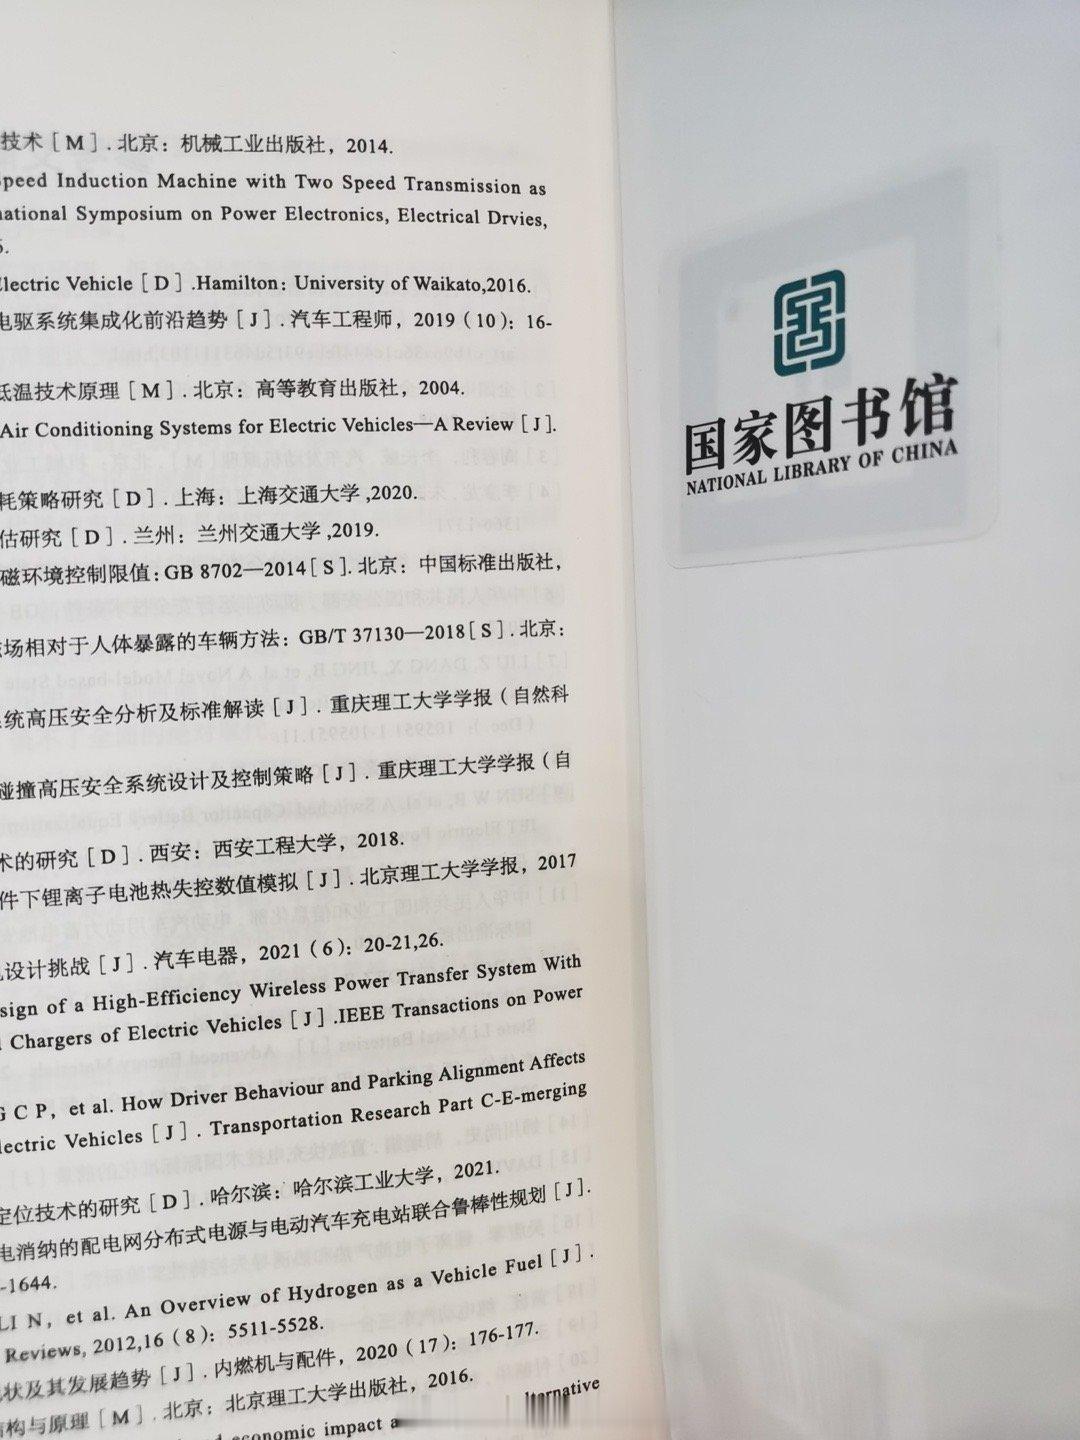 技术[M].北京：机械工业出版社，2014.
Speed Induction Machine with Two Speed Transmission as
national Symposium on Power Electronics, Electrical Drvies,
6.
Electric Vehicle[D].Hamilton：University of Waikato,2016.
电驱系统集成化前沿趋势[J].汽车工程师，2019（10）：16-
低温技术原理[M].北京：高等教育出版社，2004.
Air Conditioning Systems for Electric Vehicles—A Review[J].
耗策略研究[D].上海：上海交通大学,2020.
估研究[D].兰州：兰州交通大学,2019.
磁环境控制限值：GB 8702—2014[S].北京：中国标准出版社，
场相对于人体暴露的车辆方法：GB/T 37130—2018[S].北京：
系统高压安全分析及标准解读[J].重庆理工大学学报（自然科
碰撞高压安全系统设计及控制策略[J].重庆理工大学学报（自
术的研究[D].西安：西安工程大学，2018.
件下锂离子电池热失控数值模拟[J].北京理工大学学报，2017
设计挑战[J].汽车电器，2021（6）：20-21,26.
sign of a High-Efficiency Wireless Power Transfer System With
Chargers of Electric Vehicles[J].IEEE Transactions on Power
G C P，et al. How Driver Behaviour and Parking Alignment Affects
lectric Vehicles[J]. Transportation Research Part C-E-merging
定位技术的研究[D].哈尔滨：哈尔滨工业大学，2021.
电消纳的配电网分布式电源与电动汽车充电站联合鲁棒性规划[J].
-1644.
LI N，et al. An Overview of Hydrogen as a Vehicle Fuel[J].
Reviews, 2012,16（8）：5511-5528.
状及其发展趋势[J].内燃机与配件，2020（17）：176-177.
结构与原理[M].北京：北京理工大学出版社，2016.
economic impact a
lternative
国家图书馆
NATIONAL LIBRARY OF CHINA